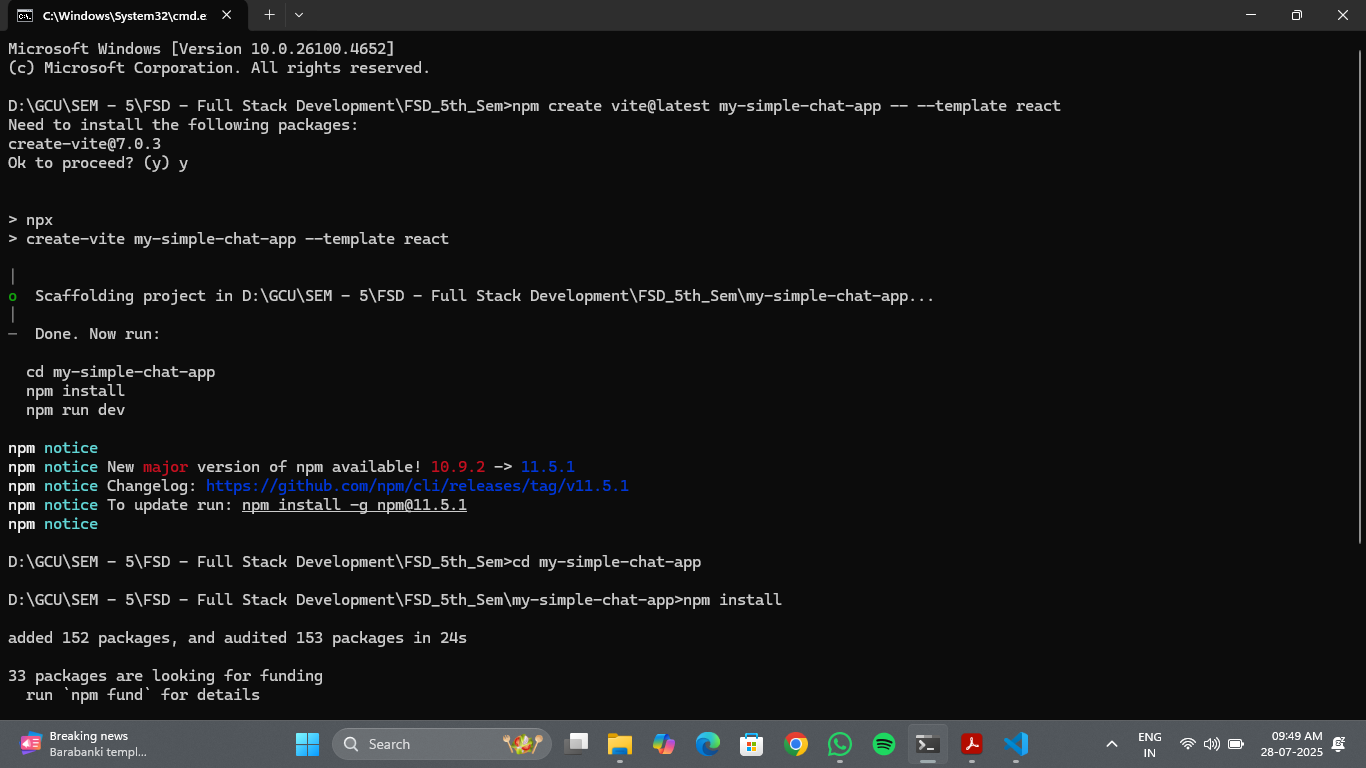 C:\Windows\System32\cmd.e
Microsoft Windows [Version 10.0.26100.4652]
(c) Microsoft Corporation. All rights reserved.
D:\GCU\SEM - 5\FSD - Full Stack Development\FSD_5th_Sem>npm create vite@latest my-simple-chat-app -- --template react
Need to install the following packages:
create-vite@7.0.3
Ok to proceed? (y) y
> npx
> create-vite my-simple-chat-app --template react
Scaffolding project in D:\GCU\SEM - 5\FSD - Full Stack Development\FSD_5th_Sem\my-simple-chat-app...
Done. Now run:
cd my-simple-chat-app
npm install
npm run dev
npm notice
npm notice New major version of npm available! 10.9.2 -> 11.5.1
npm notice Changelog: https://github.com/npm/cli/releases/tag/v11.5.1
npm notice To update run: npm install -g npm@11.5.1
npm notice
D:\GCU\SEM - 5\FSD - Full Stack Development\FSD_5th_Sem>cd my-simple-chat-app
D:\GCU\SEM - 5\FSD - Full Stack Development\FSD_5th_Sem\my-simple-chat-app>npm install
added 152 packages, and audited 153 packages in 24s
33 packages are looking for funding
run `npm fund` for details
Breaking news
Barabanki templ...
Search
ENG
IN
09:49 AM
28-07-2025